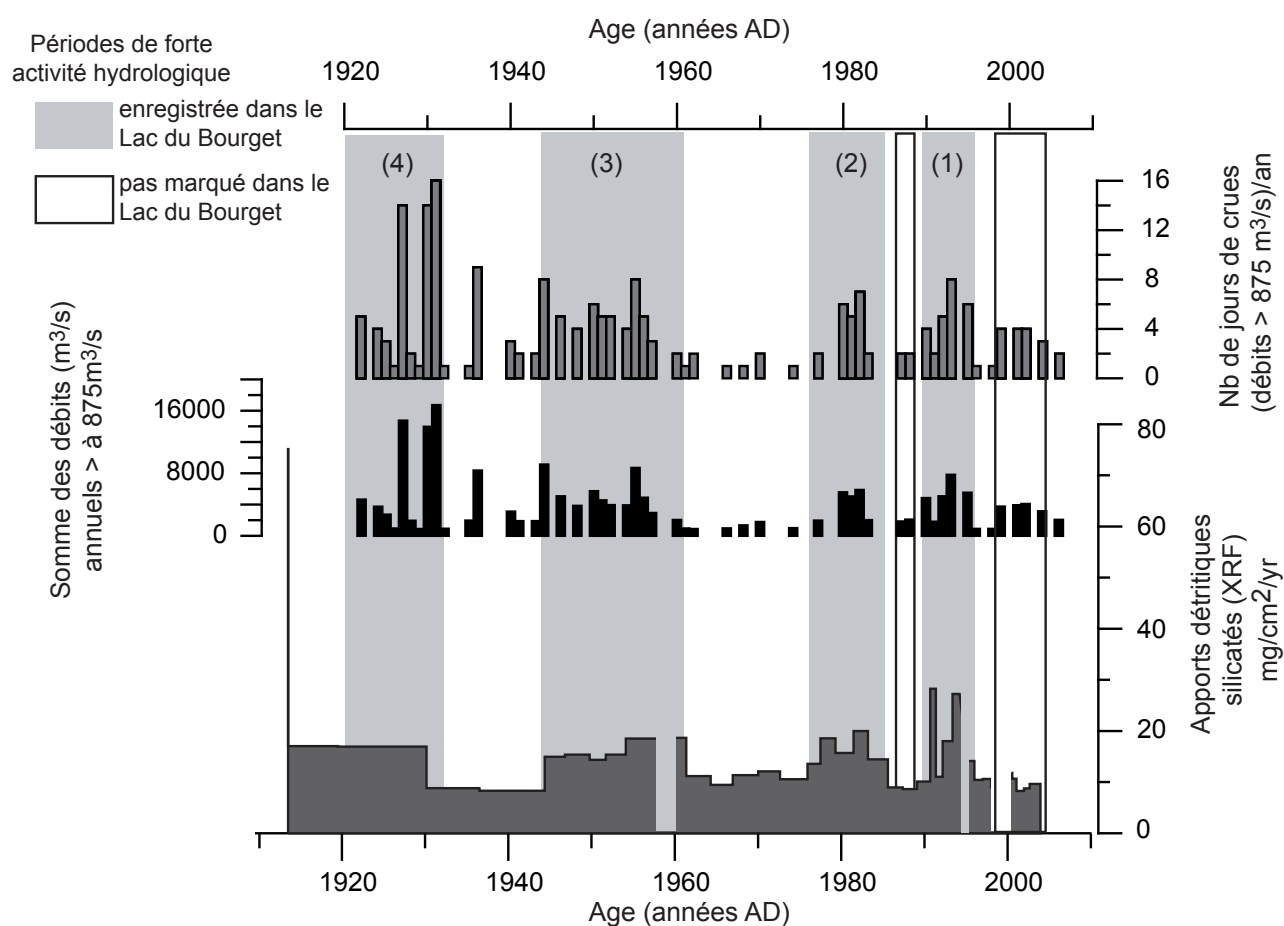 Age (années AD)
1920 1940 1960 1980 2000
Périodes de forte
activité hydrologique
enregistrée dans le
Lac du Bourget
pas marqué dans le
Lac du Bourget
(4) (3) (2) (1)
16
12
8
4
0
Nb de jours de crues
(débits > 875 m³/s)/an
Somme des débits (m³/s)
annuels > à 875m³/s
16000
8000
0
80
60
40
20
0
Apports détritiques
silicatés (XRF)
mg/cm²/yr
1920 1940 1960 1980 2000
Age (années AD)